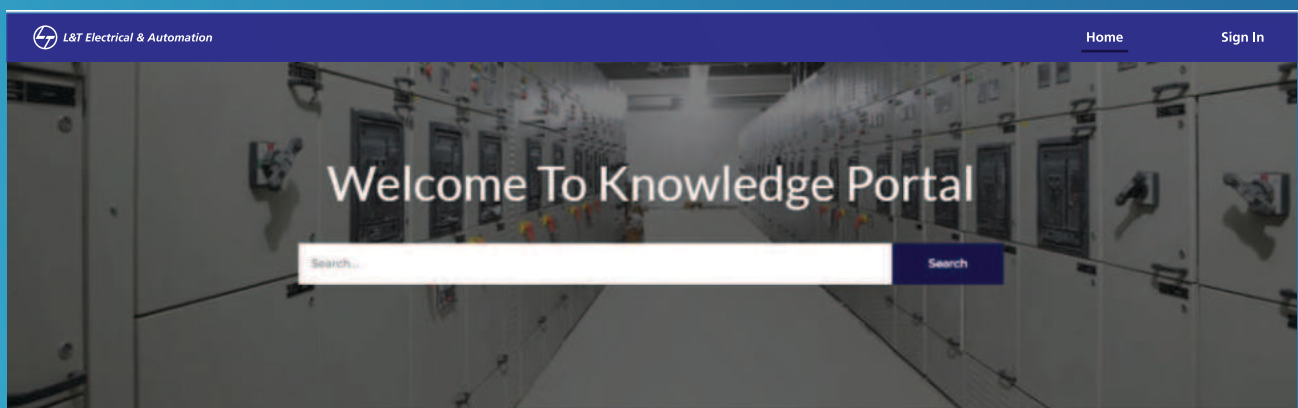 L&T Electrical & Automation
Home
Sign In
Welcome To Knowledge Portal
Search...
Search